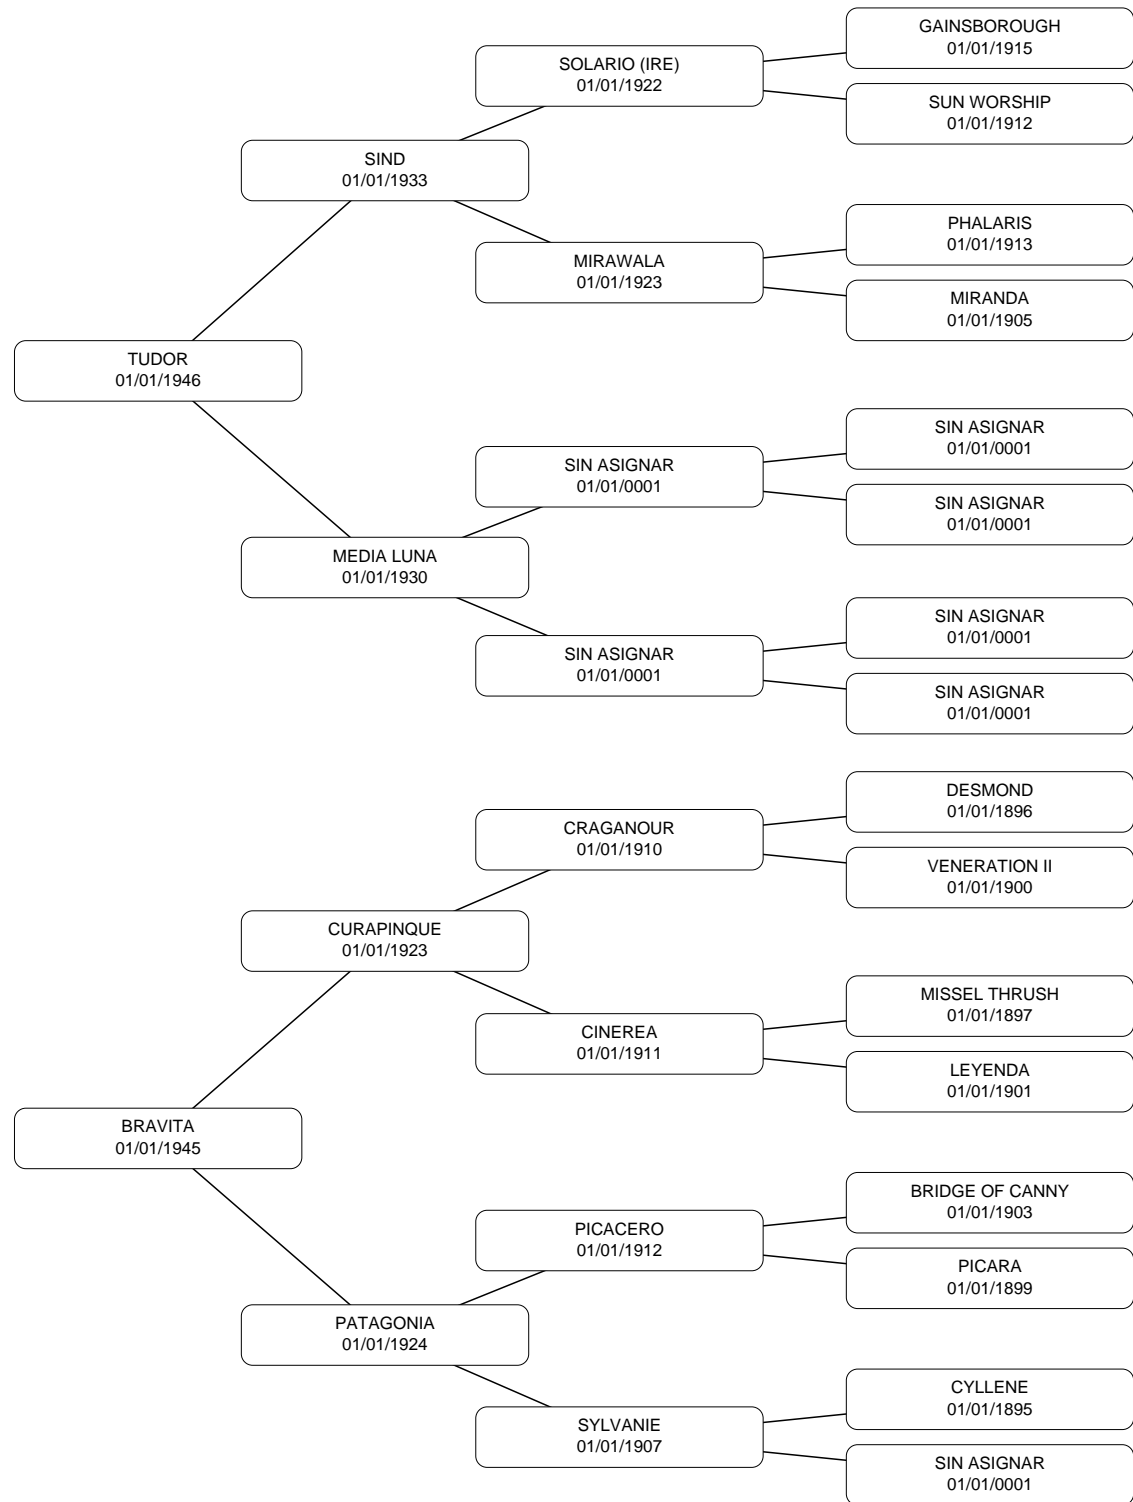 GAINSBOROUGH
01/01/1915
SOLARIO (IRE)
01/01/1922
SUN WORSHIP
01/01/1912
SIND
01/01/1933
PHALARIS
01/01/1913
MIRAWALA
01/01/1923
MIRANDA
01/01/1905
TUDOR
01/01/1946
SIN ASIGNAR
01/01/0001
SIN ASIGNAR
01/01/0001
SIN ASIGNAR
01/01/0001
MEDIA LUNA
01/01/1930
SIN ASIGNAR
01/01/0001
SIN ASIGNAR
01/01/0001
SIN ASIGNAR
01/01/0001
DESMOND
01/01/1896
CRAGANOUR
01/01/1910
VENERATION II
01/01/1900
CURAPINQUE
01/01/1923
MISSEL THRUSH
01/01/1897
CINEREA
01/01/1911
LEYENDA
01/01/1901
BRAVITA
01/01/1945
BRIDGE OF CANNY
01/01/1903
PICACERO
01/01/1912
PICARA
01/01/1899
PATAGONIA
01/01/1924
CYLLENE
01/01/1895
SYLVANIE
01/01/1907
SIN ASIGNAR
01/01/0001